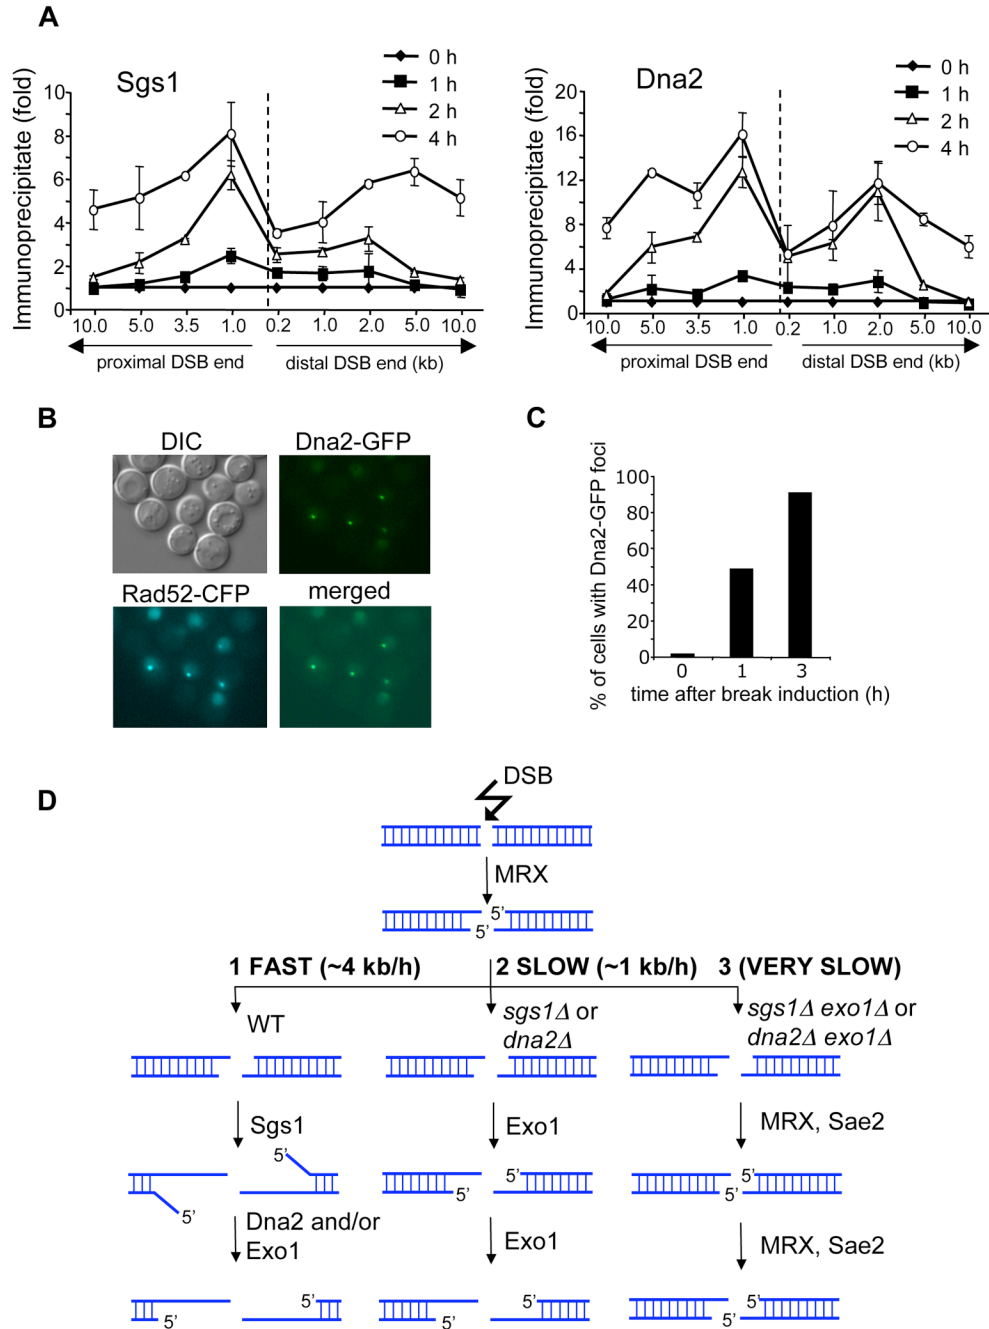 A
Sgs1
0 h
1 h
2 h
4 h
Immunoprecipitate (fold)
10
8
6
4
2
0
10.0 5.0 3.5 1.0 0.2 1.0 2.0 5.0 10.0
proximal DSB end distal DSB end (kb)
Dna2
0 h
1 h
2 h
4 h
Immunoprecipitate (fold)
20
16
12
8
4
0
10.0 5.0 3.5 1.0 0.2 1.0 2.0 5.0 10.0
proximal DSB end distal DSB end (kb)
B
DIC
Dna2-GFP
Rad52-CFP
merged
C
% of cells with Dna2-GFP foci
100
80
60
40
20
0
0 1 3
time after break induction (h)
D
DSB
MRX
5'
5'
1 FAST (~4 kb/h) 2 SLOW (~1 kb/h) 3 (VERY SLOW)
WT
sgs1Δ or
dna2Δ
sgs1Δ exo1Δ or
dna2Δ exo1Δ
Sgs1
Exo1
MRX, Sae2
5'
5'
5'
5'
5'
5'
Dna2 and/or
Exo1
Exo1
MRX, Sae2
5'
5'
5'
5'
5'
5'